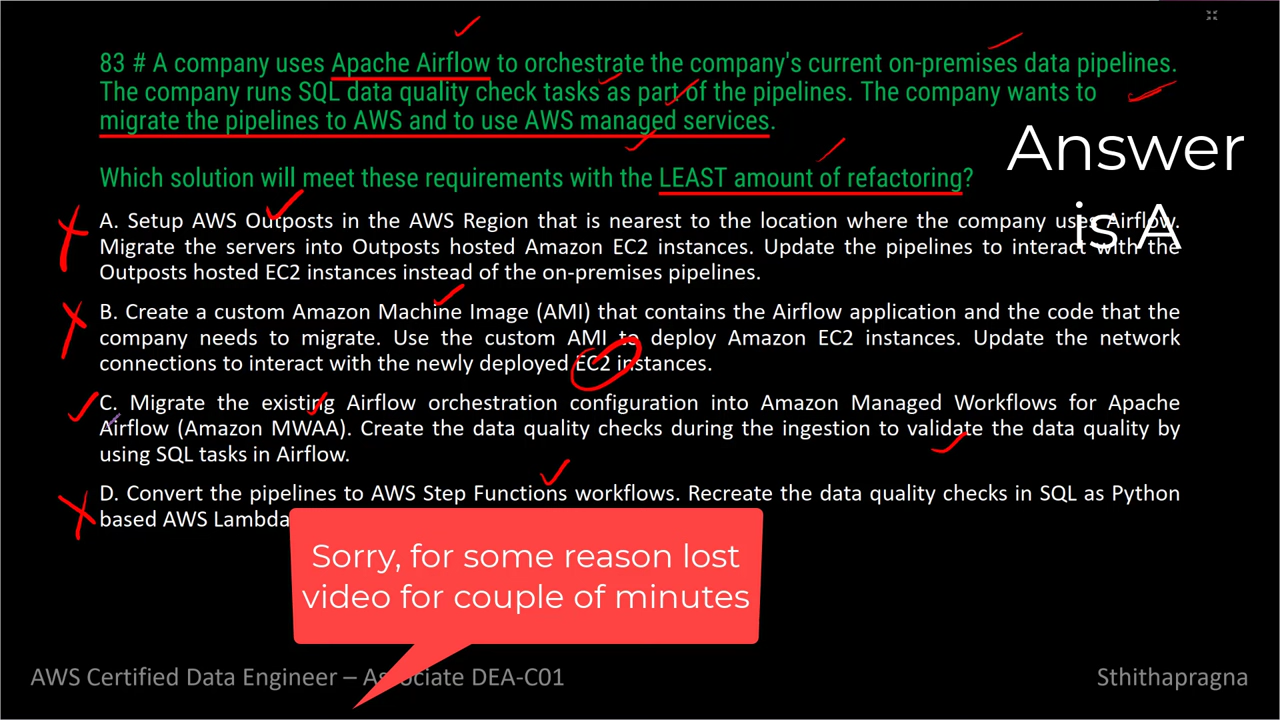 83 # A company uses Apache Airflow to orchestrate the company's current on-premises data pipelines.
The company runs SQL data quality check tasks as part of the pipelines. The company wants to
migrate the pipelines to AWS and to use AWS managed services.
Answer
is A
Which solution will meet these requirements with the LEAST amount of refactoring?
A. Setup AWS Outposts in the AWS Region that is nearest to the location where the company uses Airflow.
Migrate the servers into Outposts hosted Amazon EC2 instances. Update the pipelines to interact with the
Outposts hosted EC2 instances instead of the on-premises pipelines.
B. Create a custom Amazon Machine Image (AMI) that contains the Airflow application and the code that the
company needs to migrate. Use the custom AMI to deploy Amazon EC2 instances. Update the network
connections to interact with the newly deployed EC2 instances.
C. Migrate the existing Airflow orchestration configuration into Amazon Managed Workflows for Apache
Airflow (Amazon MWAA). Create the data quality checks during the ingestion to validate the data quality by
using SQL tasks in Airflow.
D. Convert the pipelines to AWS Step Functions workflows. Recreate the data quality checks in SQL as Python
based AWS Lambda
Sorry, for some reason lost
video for couple of minutes
AWS Certified Data Engineer – Associate DEA-C01
Sthithapragna